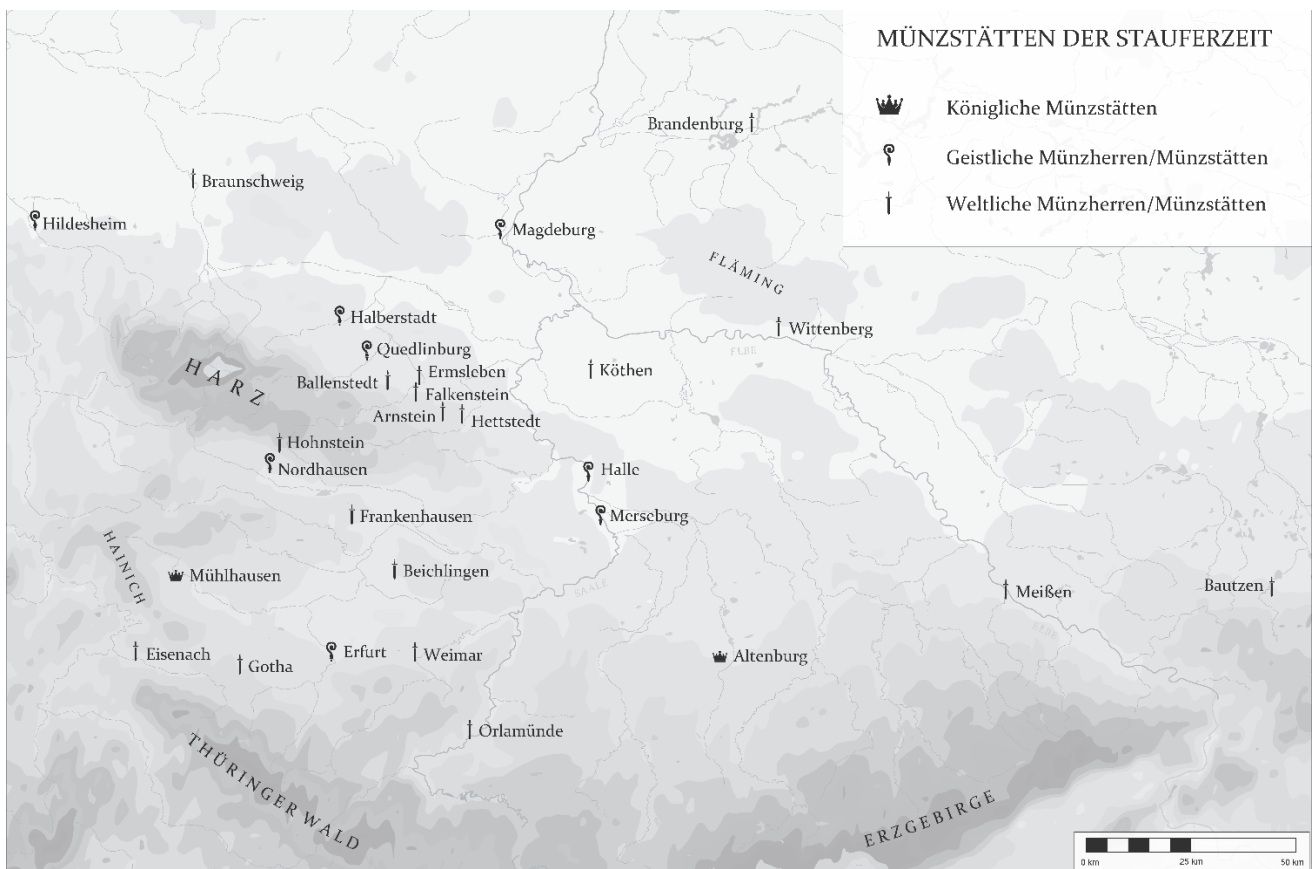 MÜNZSTÄTTEN DER STAUFERZEIT
Königliche Münzstätten
Geistliche Münzherren/Münzstätten
Weltliche Münzherren/Münzstätten
Brandenburg
Braunschweig
Hildesheim
Magdeburg
FLÄMING
Halberstadt
Wittenberg
Quedlinburg
ELBE
HARZ
Ermsleben
Köthen
Ballenstedt
Falkenstein
Arnstein
Hettstedt
Hohnstein
Nordhausen
Halle
Frankenhausen
Merseburg
HAINICH
Mühlhausen
Beichlingen
SAALE
Meißen
Bautzen
ELBE
Eisenach
Gotha
Erfurt
Weimar
Altenburg
Orlamünde
THÜRINGER WALD
ERZGEBIRGE
0 km 25 km 50 km